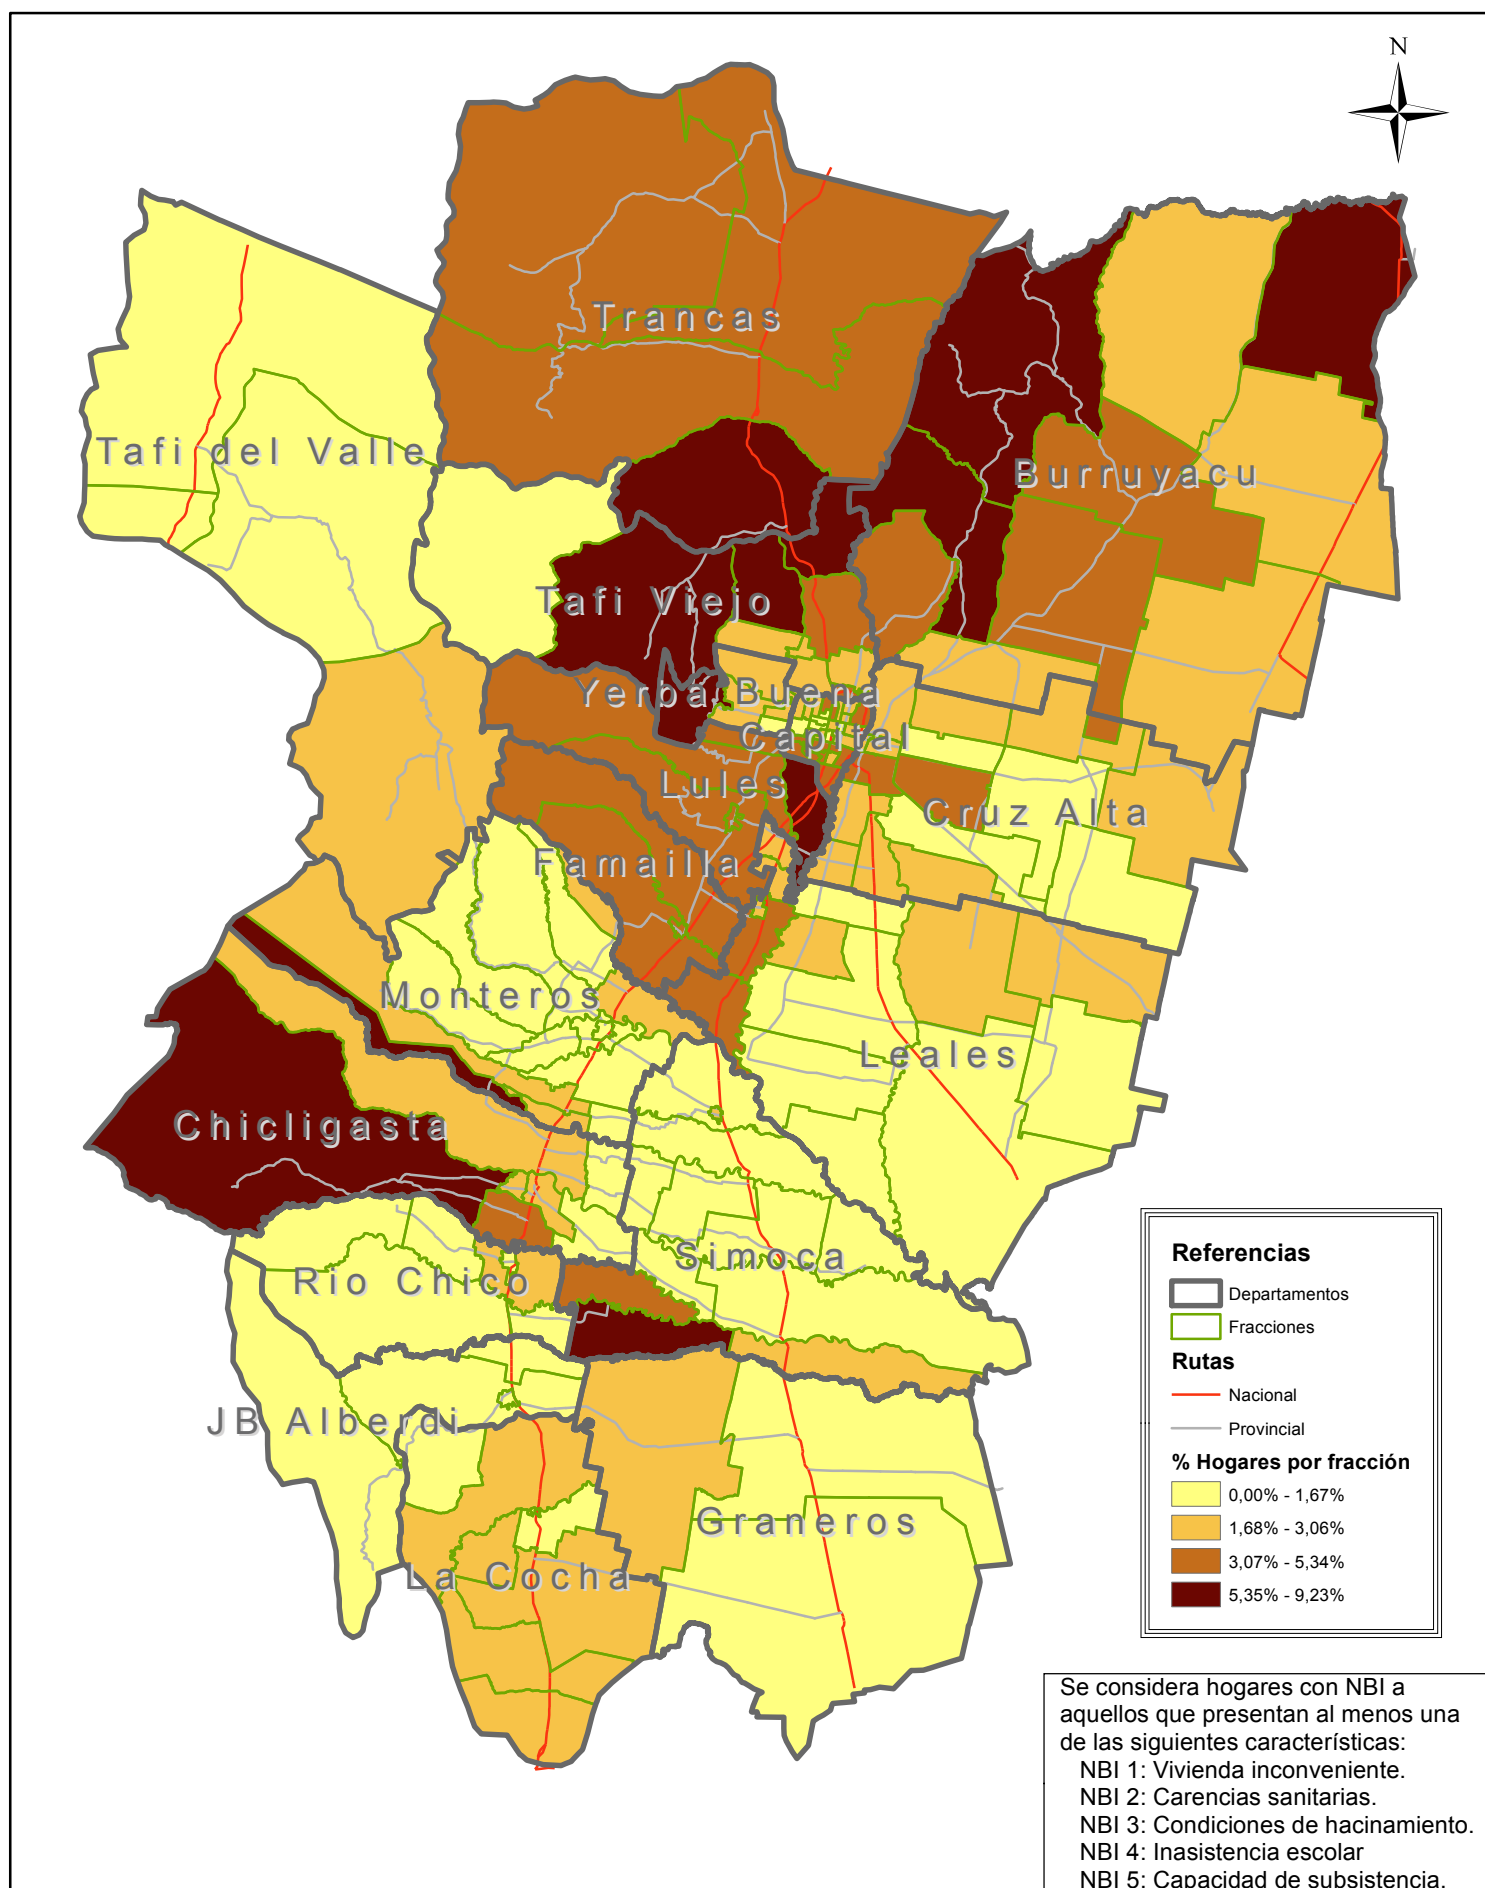 N
Trancas
Tafi del Valle
Burruyacu
Tafi Viejo
Yerba Buena
Capital
Lules
Cruz Alta
Famailla
Monteros
Leales
Chicligasta
Simoca
Rio Chico
JB Alberdi
Graneros
La Cocha
Referencias
Departamentos
Fracciones
Rutas
Nacional
Provincial
% Hogares por fracción
0,00% - 1,67%
1,68% - 3,06%
3,07% - 5,34%
5,35% - 9,23%
Se considera hogares con NBI a
aquellos que presentan al menos una
de las siguientes características:
NBI 1: Vivienda inconveniente.
NBI 2: Carencias sanitarias.
NBI 3: Condiciones de hacinamiento.
NBI 4: Inasistencia escolar
NBI 5: Capacidad de subsistencia.